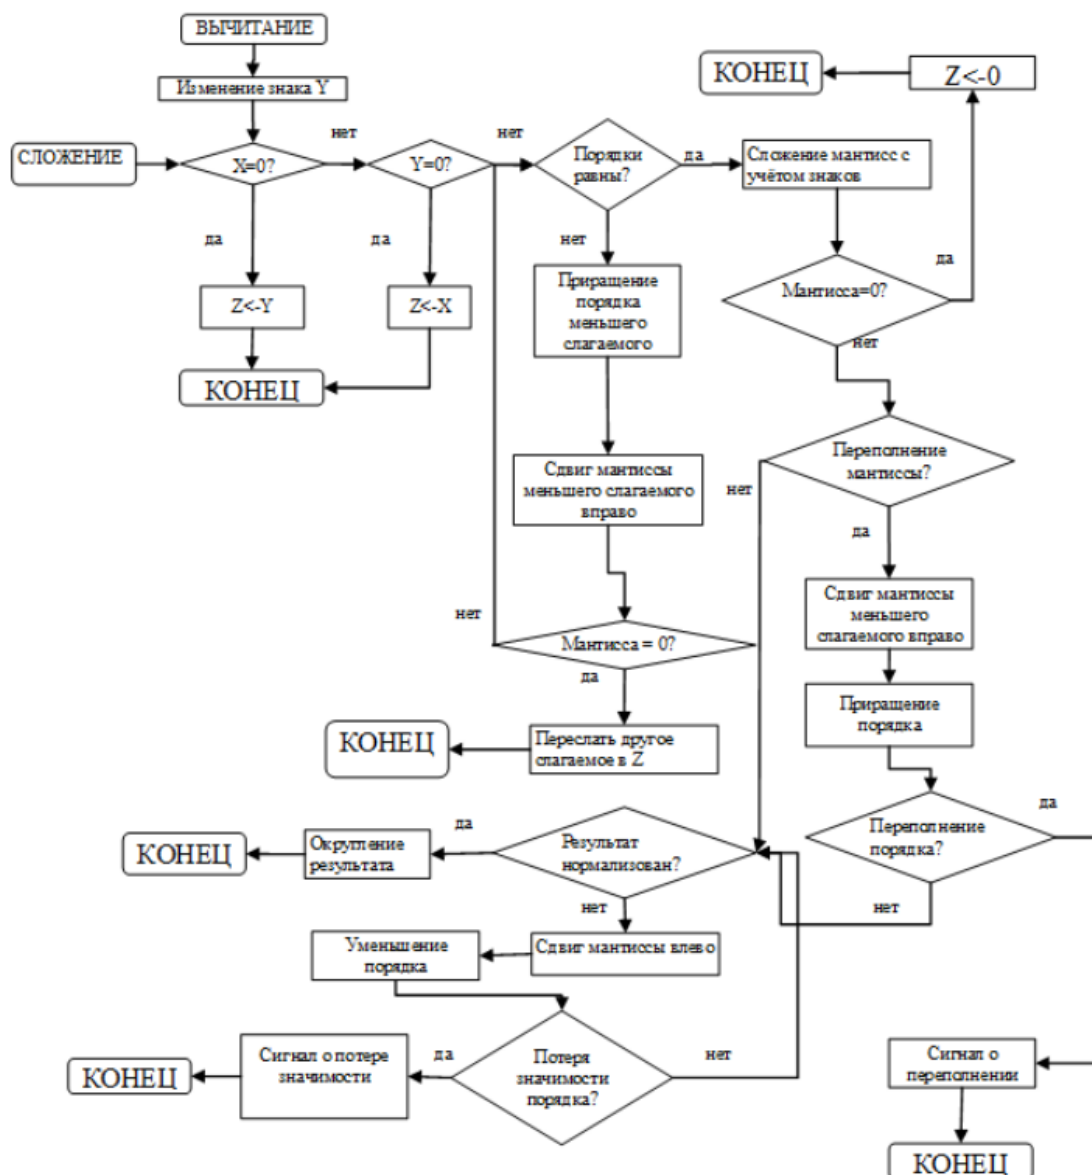 ВЫЧИТАНИЕ
Изменение знака Y
СЛОЖЕНИЕ
X=0?
нет
Y=0?
нет
Порядки
равны?
да
Сложение мантисс с
учётом знаков
КОНЕЦ
Z<-0
да
да
нет
да
Z<-Y
Z<-X
КОНЕЦ
Приращение
порядка
меньшего
слагаемого
Мантисса=0?
нет
Сдвиг мантиссы
меньшего слагаемого
вправо
Переполнение
мантиссы?
нет
да
Сдвиг мантиссы
меньшего
слагаемого вправо
нет
Мантисса = 0?
да
Приращение
порядка
КОНЕЦ
Переслать другое
слагаемое в Z
да
Переполнение
порядка?
нет
КОНЕЦ
Округление
результата
да
Результат
нормализован?
нет
Уменьшение
порядка
Сдвиг мантиссы влево
КОНЕЦ
Сигнал о потере
значимости
да
Потеря
значимости
порядка?
нет
Сигнал о
переполнении
КОНЕЦ